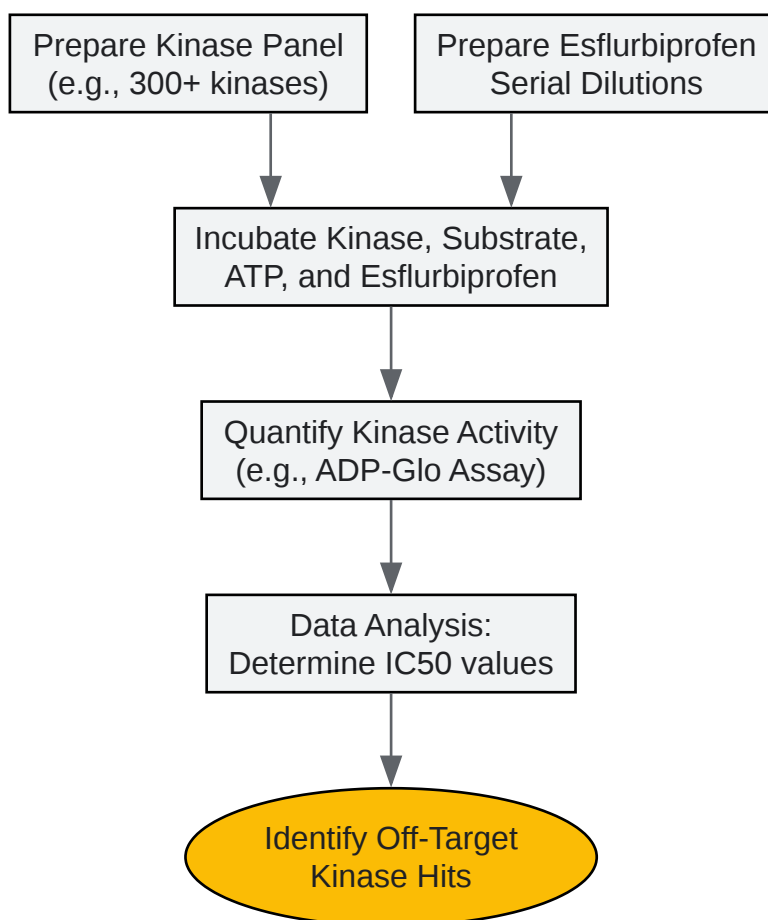 Prepare Kinase Panel
(e.g., 300+ kinases)
Prepare Esflurbiprofen
Serial Dilutions
Incubate Kinase, Substrate,
ATP, and Esflurbiprofen
Quantify Kinase Activity
(e.g., ADP-Glo Assay)
Data Analysis:
Determine IC50 values
Identify Off-Target
Kinase Hits